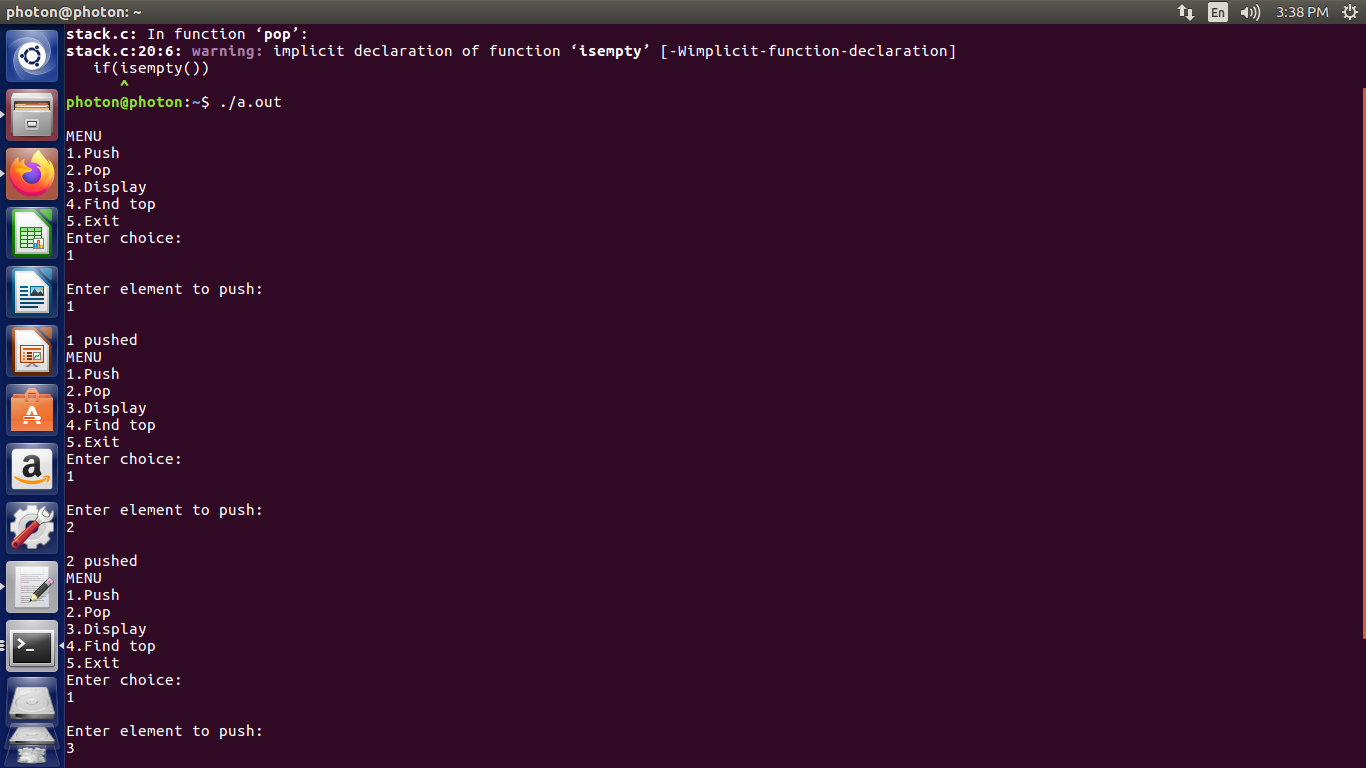 photon@photon: ~
En
3:38 PM
stack.c: In function ‘pop’:
stack.c:20:6: warning: implicit declaration of function ‘isempty’ [-Wimplicit-function-declaration]
   if(isempty())
      ^
photon@photon:~$ ./a.out

MENU
1.Push
2.Pop
3.Display
4.Find top
5.Exit
Enter choice:
1

Enter element to push:
1

1 pushed
MENU
1.Push
2.Pop
3.Display
4.Find top
5.Exit
Enter choice:
1

Enter element to push:
2

2 pushed
MENU
1.Push
2.Pop
3.Display
4.Find top
5.Exit
Enter choice:
1

Enter element to push:
3